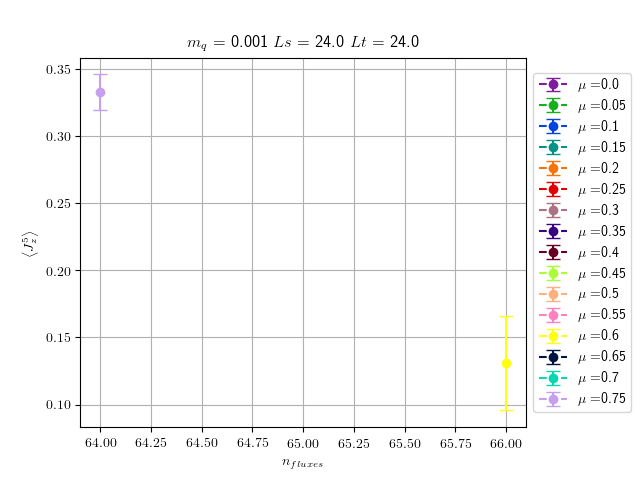 m_q = 0.001 Ls = 24.0 Lt = 24.0
⟨J_z^5⟩
0.35
0.30
0.25
0.20
0.15
0.10
64.00 64.25 64.50 64.75 65.00 65.25 65.50 65.75 66.00
n_{fluxes}
μ =0.0
μ =0.05
μ =0.1
μ =0.15
μ =0.2
μ =0.25
μ =0.3
μ =0.35
μ =0.4
μ =0.45
μ =0.5
μ =0.55
μ =0.6
μ =0.65
μ =0.7
μ =0.75